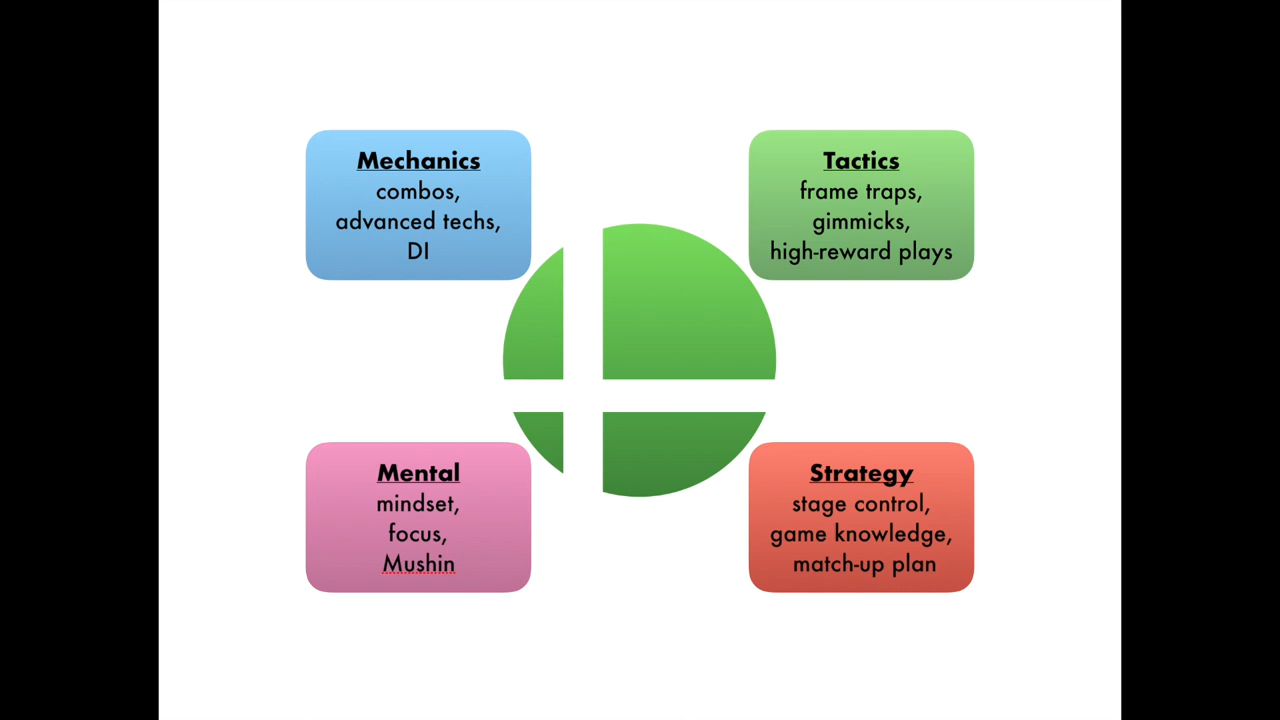 Mechanics
combos,
advanced techs,
DI
Tactics
frame traps,
gimmicks,
high-reward plays
Mental
mindset,
focus,
Mushin
Strategy
stage control,
game knowledge,
match-up plan